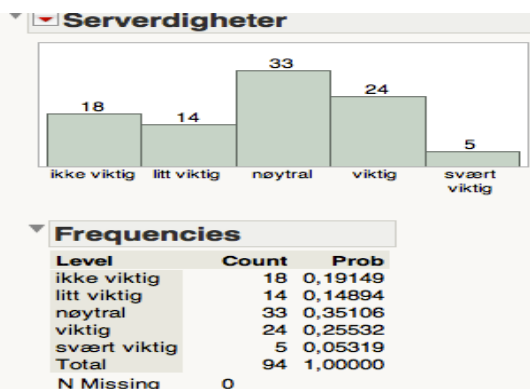 Serverdigheter
33
24
18
14
5
ikke viktig litt viktig nøytral viktig svært
viktig
Frequencies
Level Count Prob
ikke viktig 18 0,19149
litt viktig 14 0,14894
nøytral 33 0,35106
viktig 24 0,25532
svært viktig 5 0,05319
Total 94 1,00000
N Missing 0